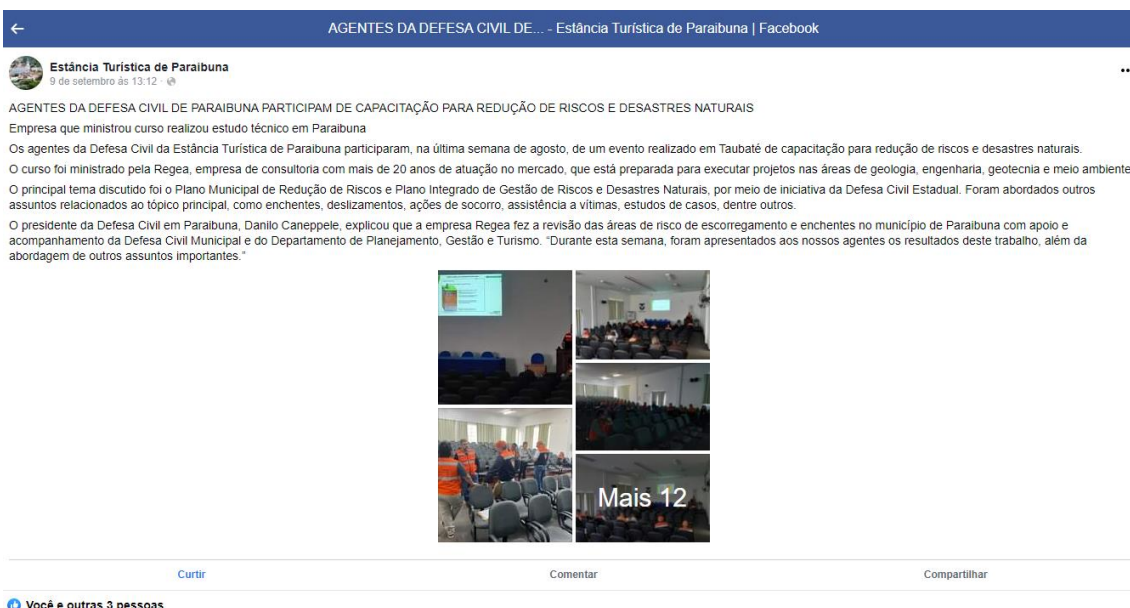 AGENTES DA DEFESA CIVIL DE... - Estância Turística de Paraibuna | Facebook
Estância Turística de Paraibuna
9 de setembro às 13:12 ·
AGENTES DA DEFESA CIVIL DE PARAIBUNA PARTICIPAM DE CAPACITAÇÃO PARA REDUÇÃO DE RISCOS E DESASTRES NATURAIS
Empresa que ministrou curso realizou estudo técnico em Paraibuna
Os agentes da Defesa Civil da Estância Turística de Paraibuna participaram, na última semana de agosto, de um evento realizado em Taubaté de capacitação para redução de riscos e desastres naturais.
O curso foi ministrado pela Regea, empresa de consultoria com mais de 20 anos de atuação no mercado, que está preparada para executar projetos nas áreas de geologia, engenharia, geotecnia e meio ambiente
O principal tema discutido foi o Plano Municipal de Redução de Riscos e Plano Integrado de Gestão de Riscos e Desastres Naturais, por meio de iniciativa da Defesa Civil Estadual. Foram abordados outros
assuntos relacionados ao tópico principal, como enchentes, deslizamentos, ações de socorro, assistência a vítimas, estudos de casos, dentre outros.
O presidente da Defesa Civil em Paraibuna, Danilo Caneppele, explicou que a empresa Regea fez a revisão das áreas de risco de escorregamento e enchentes no município de Paraibuna com apoio e
acompanhamento da Defesa Civil Municipal e do Departamento de Planejamento, Gestão e Turismo. "Durante esta semana, foram apresentados aos nossos agentes os resultados deste trabalho, além da
abordagem de outros assuntos importantes."
Mais 12
Curtir
Comentar
Compartilhar
Você e outras 3 pessoas